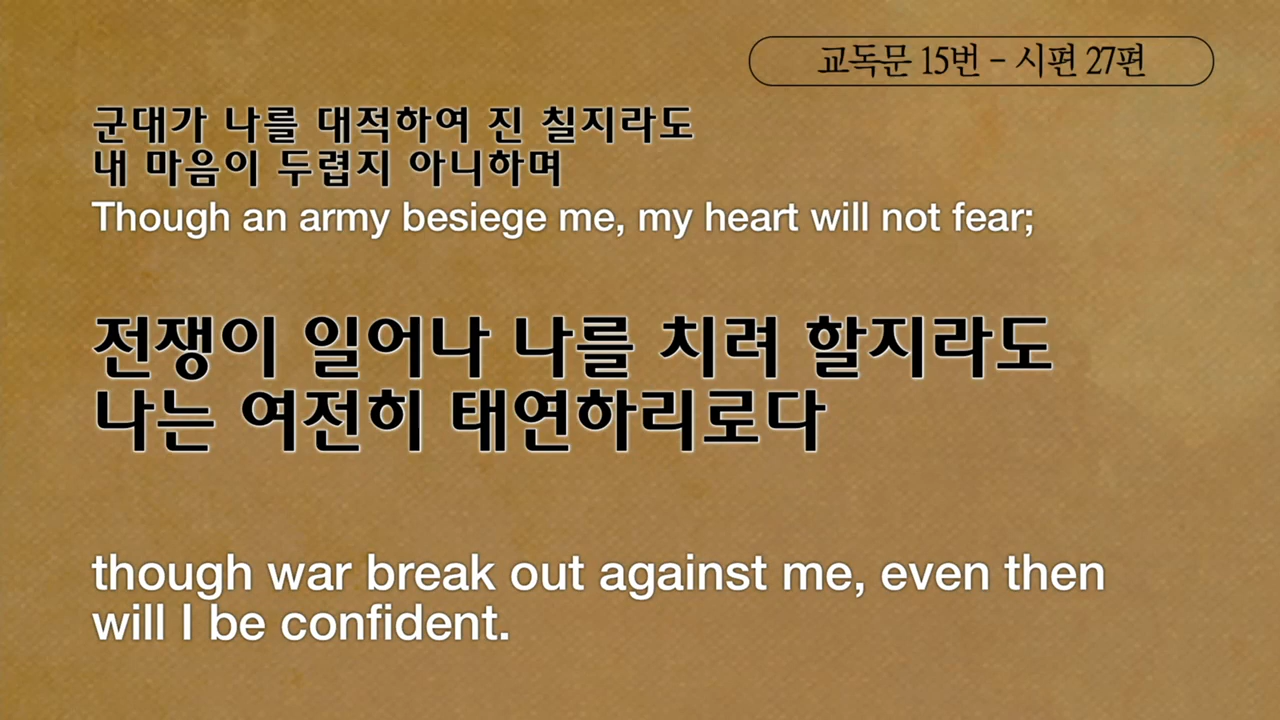 교독문 15번 - 시편 27편
군대가 나를 대적하여 진 칠지라도
내 마음이 두렵지 아니하며
Though an army besiege me, my heart will not fear;
전쟁이 일어나 나를 치려 할지라도
나는 여전히 태연하리로다
though war break out against me, even then
will I be confident.